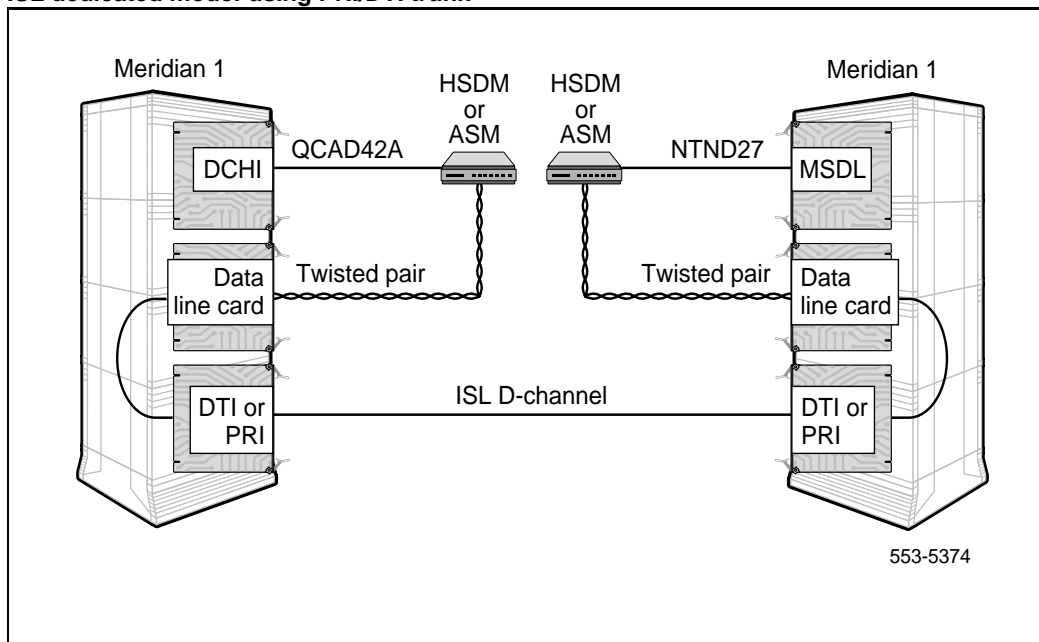 ISL dedicated model using PRI/DTI trunk
Meridian 1
HSDM
or
ASM
HSDM
or
ASM
Meridian 1
DCHI
QCAD42A
NTND27
MSDL
Data
line card
Twisted pair
Twisted pair
Data
line card
DTI or
PRI
ISL D-channel
DTI or
PRI
553-5374